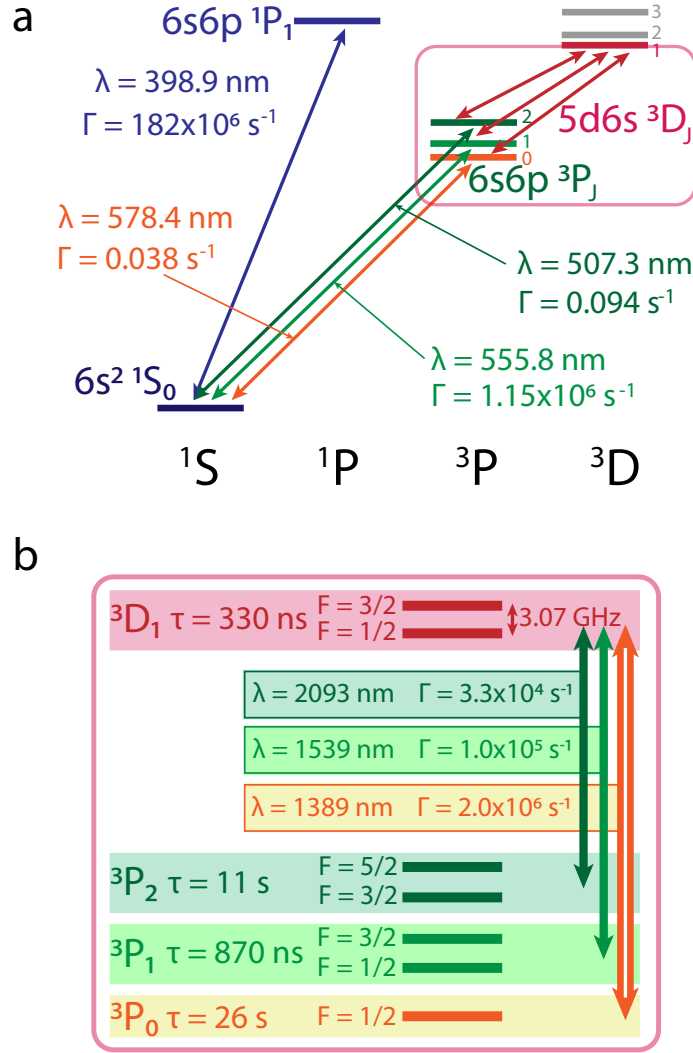 a
6s6p ¹P₁
3
2
1
λ = 398.9 nm
Γ = 182x10⁶ s⁻¹
2
1
0
5d6s ³D_J
6s6p ³P_J
λ = 578.4 nm
Γ = 0.038 s⁻¹
λ = 507.3 nm
Γ = 0.094 s⁻¹
λ = 555.8 nm
Γ = 1.15x10⁶ s⁻¹
6s² ¹S₀
¹S ¹P ³P ³D
b
³D₁ τ = 330 ns
F = 3/2
F = 1/2
3.07 GHz
λ = 2093 nm Γ = 3.3x10⁴ s⁻¹
λ = 1539 nm Γ = 1.0x10⁵ s⁻¹
λ = 1389 nm Γ = 2.0x10⁶ s⁻¹
³P₂ τ = 11 s
F = 5/2
F = 3/2
³P₁ τ = 870 ns
F = 3/2
F = 1/2
³P₀ τ = 26 s
F = 1/2